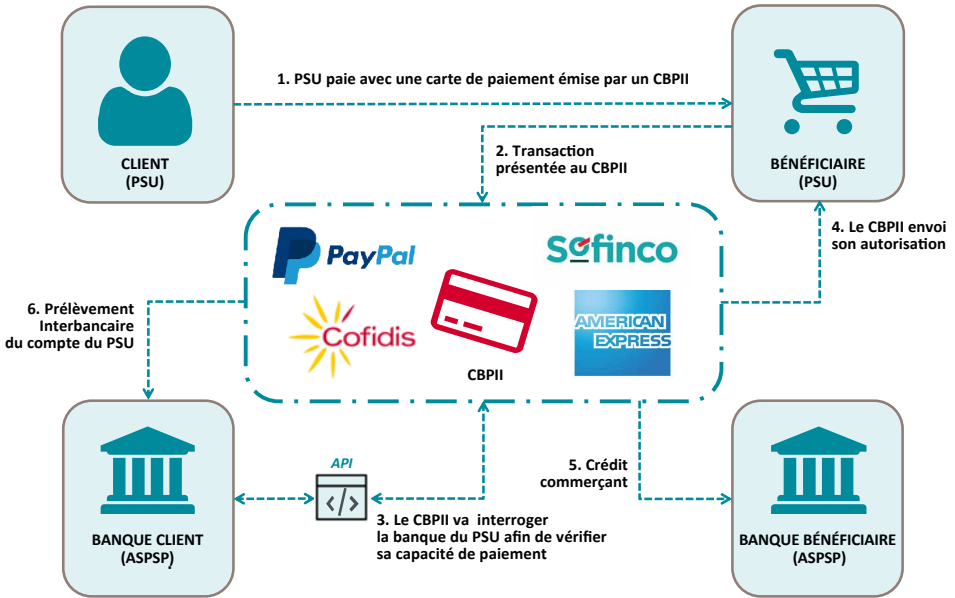 1. PSU paie avec une carte de paiement émise par un CBPII
CLIENT
(PSU)
BÉNÉFICIAIRE
(PSU)
2. Transaction
présentée au CBPII
4. Le CBPII envoi
son autorisation
PayPal
Sofinco
Cofidis
AMERICAN
EXPRESS
CBPII
6. Prélèvement
Interbancaire
du compte du PSU
API
</>
3. Le CBPII va interroger
la banque du PSU afin de vérifier
sa capacité de paiement
5. Crédit
commerçant
BANQUE CLIENT
(ASPSP)
BANQUE BÉNÉFICIAIRE
(ASPSP)